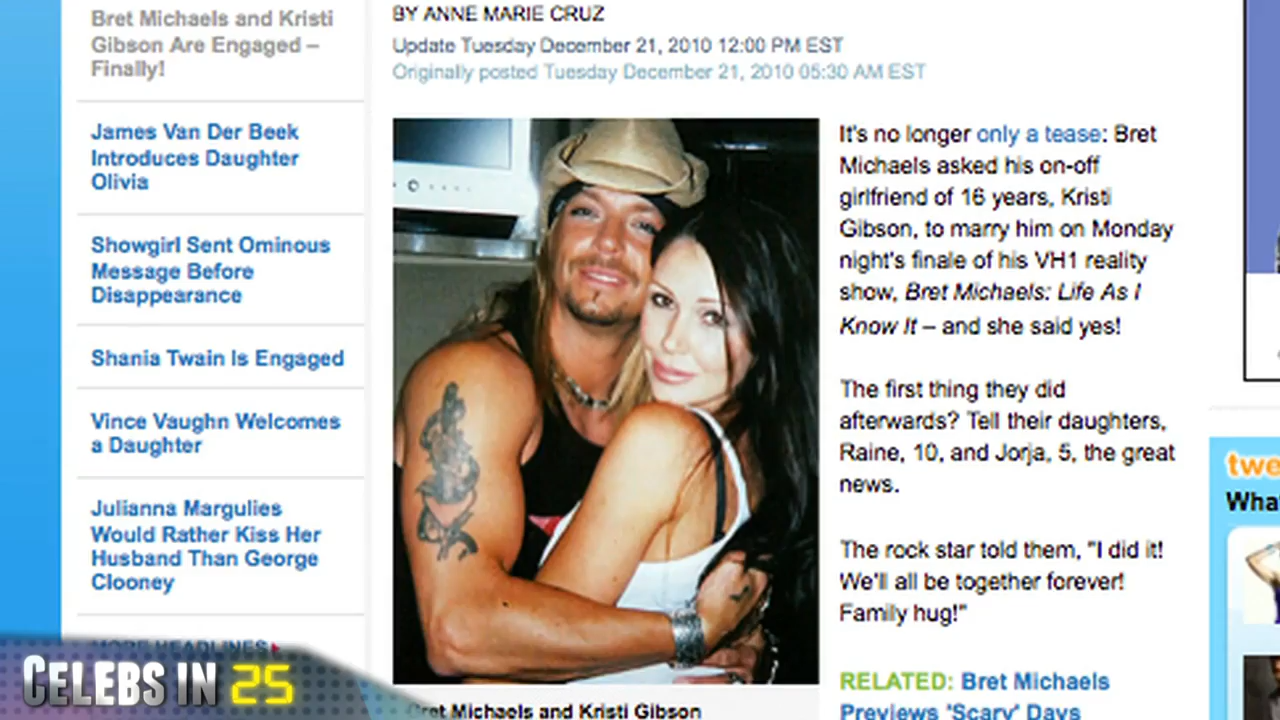 Bret Michaels and Kristi
Gibson Are Engaged –
Finally!
James Van Der Beek
Introduces Daughter
Olivia
Showgirl Sent Ominous
Message Before
Disappearance
Shania Twain Is Engaged
Vince Vaughn Welcomes
a Daughter
Julianna Margulies
Would Rather Kiss Her
Husband Than George
Clooney
MORE HEADLINES
BY ANNE MARIE CRUZ
Update Tuesday December 21, 2010 12:00 PM EST
Originally posted Tuesday December 21, 2010 05:30 AM EST
It's no longer only a tease: Bret
Michaels asked his on-off
girlfriend of 16 years, Kristi
Gibson, to marry him on Monday
night's finale of his VH1 reality
show, Bret Michaels: Life As I
Know It – and she said yes!
The first thing they did
afterwards? Tell their daughters,
Raine, 10, and Jorja, 5, the great
news.
The rock star told them, "I did it!
We'll all be together forever!
Family hug!"
RELATED: Bret Michaels
Previews 'Scary' Days
Bret Michaels and Kristi Gibson
twe
What
CELEBS IN 25